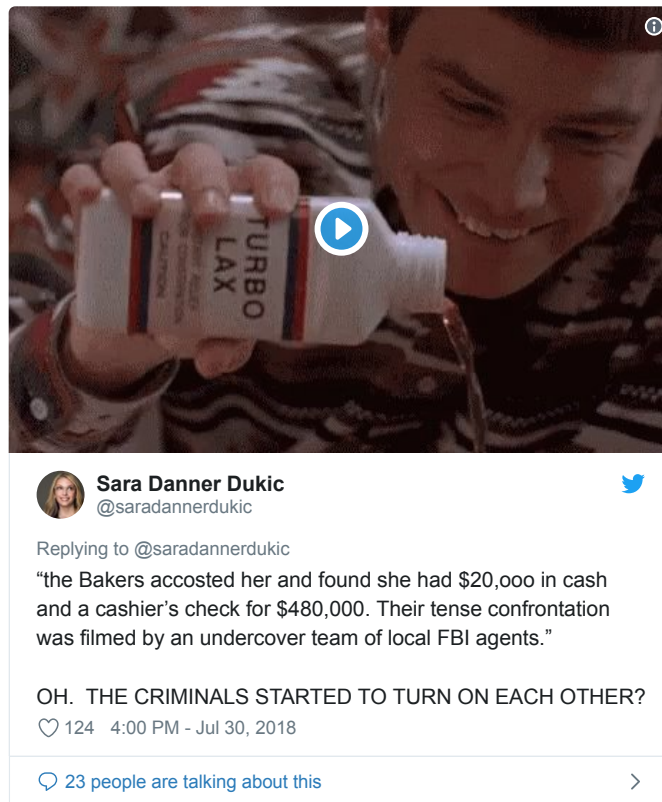 TURBO
LAX
CAUTION
Sara Danner Dukic
@saradannerdukic
Replying to @saradannerdukic
“the Bakers accosted her and found she had $20,ooo in cash
and a cashier’s check for $480,000. Their tense confrontation
was filmed by an undercover team of local FBI agents.”
OH.  THE CRIMINALS STARTED TO TURN ON EACH OTHER?
124 4:00 PM - Jul 30, 2018
23 people are talking about this